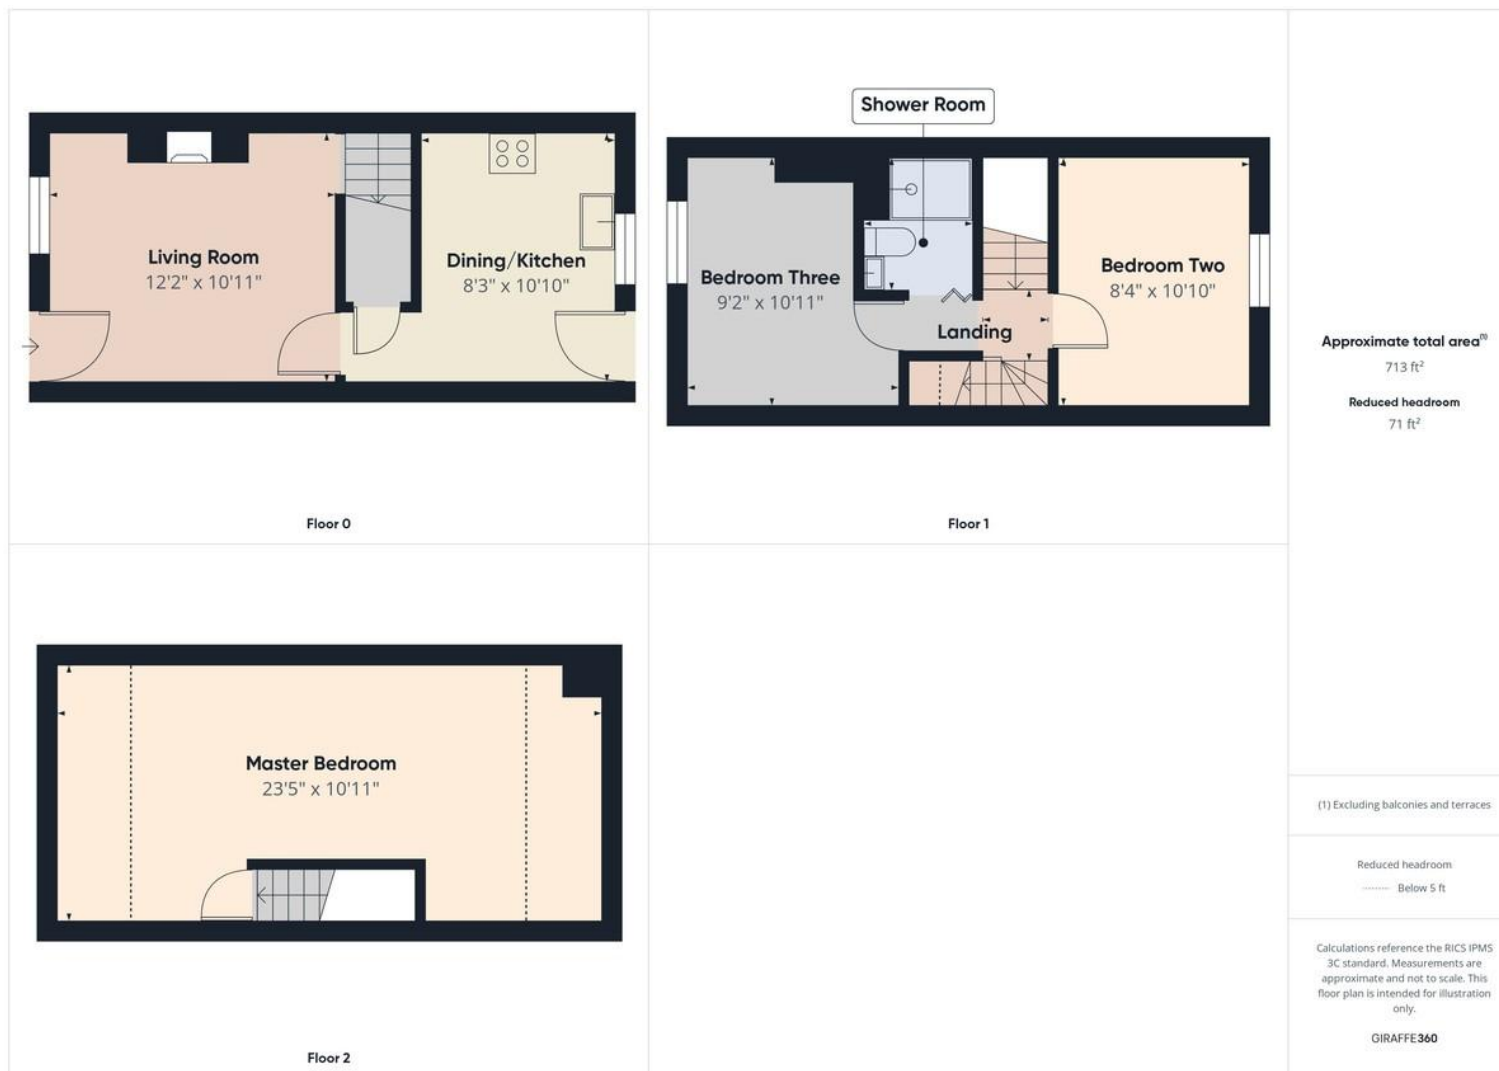 Living Room
12'2" x 10'11"
Dining/Kitchen
8'3" x 10'10"
Floor 0
Shower Room
Bedroom Three
9'2" x 10'11"
Landing
Bedroom Two
8'4" x 10'10"
Floor 1
Master Bedroom
23'5" x 10'11"
Floor 2
Approximate total area⁽¹⁾
713 ft²
Reduced headroom
71 ft²
(1) Excluding balconies and terraces
Reduced headroom
Below 5 ft
Calculations reference the RICS IPMS
3C standard. Measurements are
approximate and not to scale. This
floor plan is intended for illustration
only.
GIRAFFE360